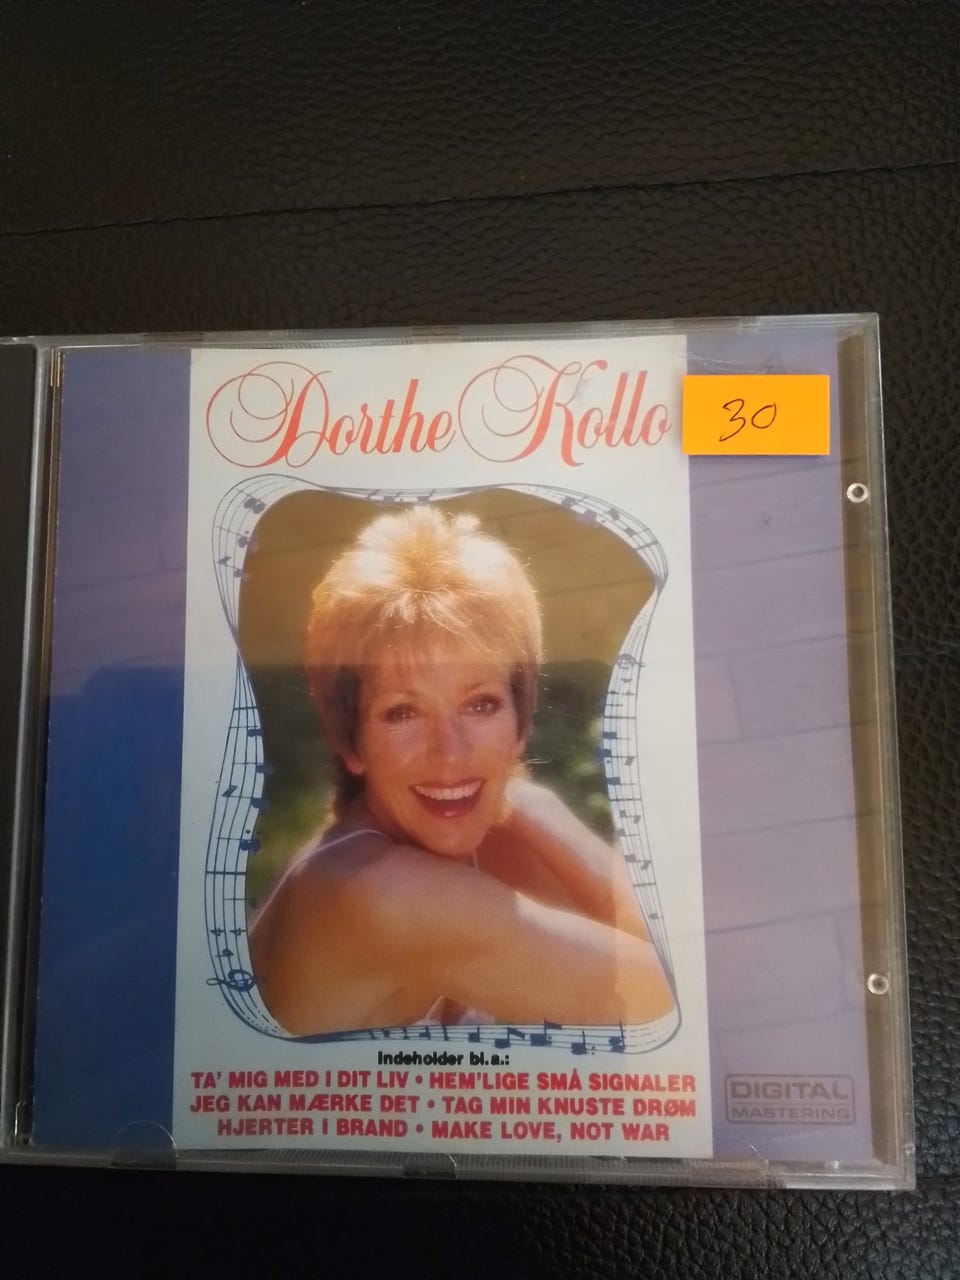 Dorthe Kollo
30
Indeholder bl.a.:
TA' MIG MED I DIT LIV • HEM'LIGE SMÅ SIGNALER
JEG KAN MÆRKE DET • TAG MIN KNUSTE DRØM
HJERTER I BRAND • MAKE LOVE, NOT WAR
DIGITAL
MASTERING